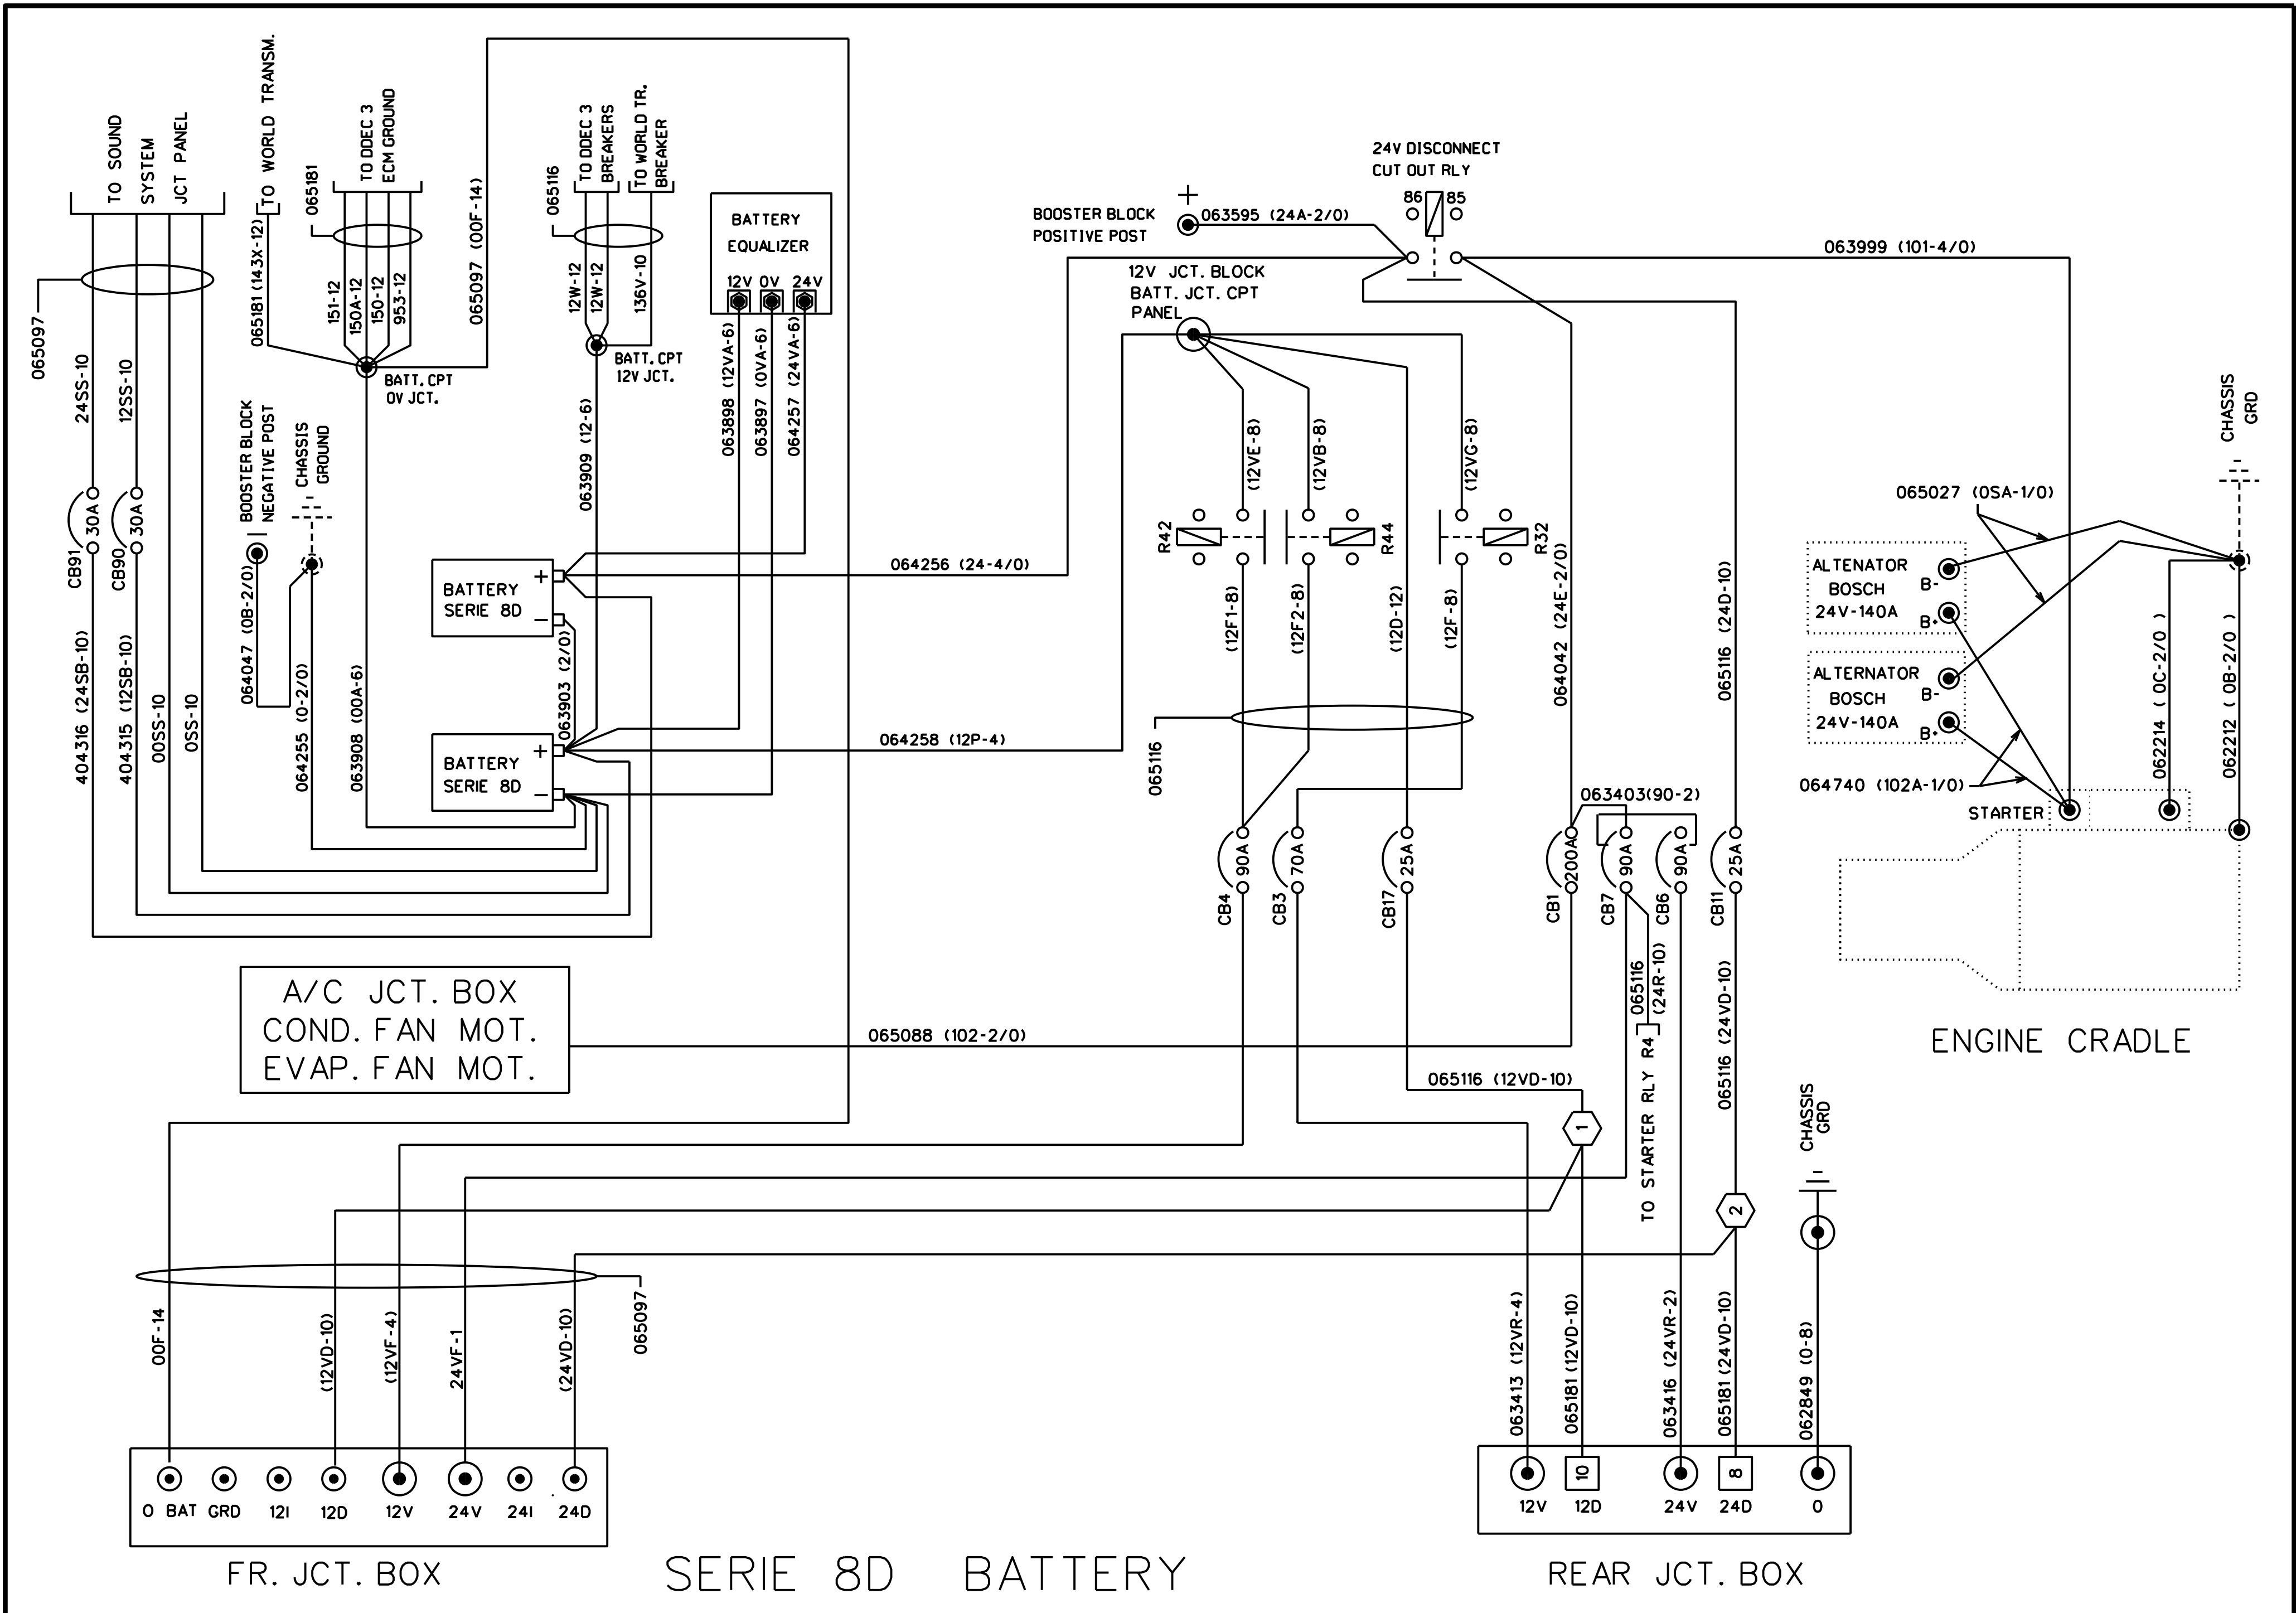 TO SOUND
SYSTEM
JCT PANEL
TO WORLD TRANSM.
065181
TO DDEC 3
ECM GROUND
065116
TO DDEC 3
BREAKERS
TO WORLD TR.
BREAKER
065097
065181 (143X-12)
151-12
150A-12
150-12
953-12
065097 (00F-14)
12W-12
12W-12
136V-10
BATTERY
EQUALIZER
12V 0V 24V
24V DISCONNECT
CUT OUT RLY
86 85
+
BOOSTER BLOCK
POSITIVE POST
063595 (24A-2/0)
063999 (101-4/0)
12V JCT. BLOCK
BATT. JCT. CPT
PANEL
BATT. CPT
0V JCT.
BATT. CPT
12V JCT.
24SS-10
12SS-10
063909 (12-6)
063898 (12VA-6)
063897 (0VA-6)
064257 (24VA-6)
BOOSTER BLOCK
NEGATIVE POST
CHASSIS
GROUND
CB91
30A
CB90
30A
404316 (24SB-10)
404315 (12SB-10)
00SS-10
0SS-10
064047 (0B-2/0)
064255 (0-2/0)
063908 (00A-6)
BATTERY
SERIE 8D
+
−
063903 (2/0)
BATTERY
SERIE 8D
+
−
064256 (24-4/0)
064258 (12P-4)
(12VE-8)
(12VB-8)
(12VG-8)
R42
R44
R32
(12F1-8)
(12F2-8)
(12D-12)
(12F-8)
064042 (24E-2/0)
065116 (24D-10)
065116
CHASSIS
GRD
065027 (0SA-1/0)
ALTENATOR
BOSCH
24V-140A
B-
B+
ALTERNATOR
BOSCH
24V-140A
B-
B+
064740 (102A-1/0)
062214 ( 0C-2/0 )
062212 ( 0B-2/0 )
STARTER
ENGINE CRADLE
063403(90-2)
CB4
90A
CB3
70A
CB17
25A
CB1
200A
CB7
90A
CB6
90A
CB11
25A
065116
(24R-10)
TO STARTER RLY R4
065116 (24VD-10)
A/C JCT. BOX
COND. FAN MOT.
EVAP. FAN MOT.
065088 (102-2/0)
065116 (12VD-10)
1
2
CHASSIS
GRD
00F-14
(12VD-10)
(12VF-4)
24VF-1
(24VD-10)
065097
063413 (12VR-4)
065181 (12VD-10)
063416 (24VR-2)
065181 (24VD-10)
062849 (0-8)
0 BAT GRD 12I 12D 12V 24V 24I 24D
FR. JCT. BOX
10
8
12V 12D 24V 24D 0
REAR JCT. BOX
SERIE 8D BATTERY